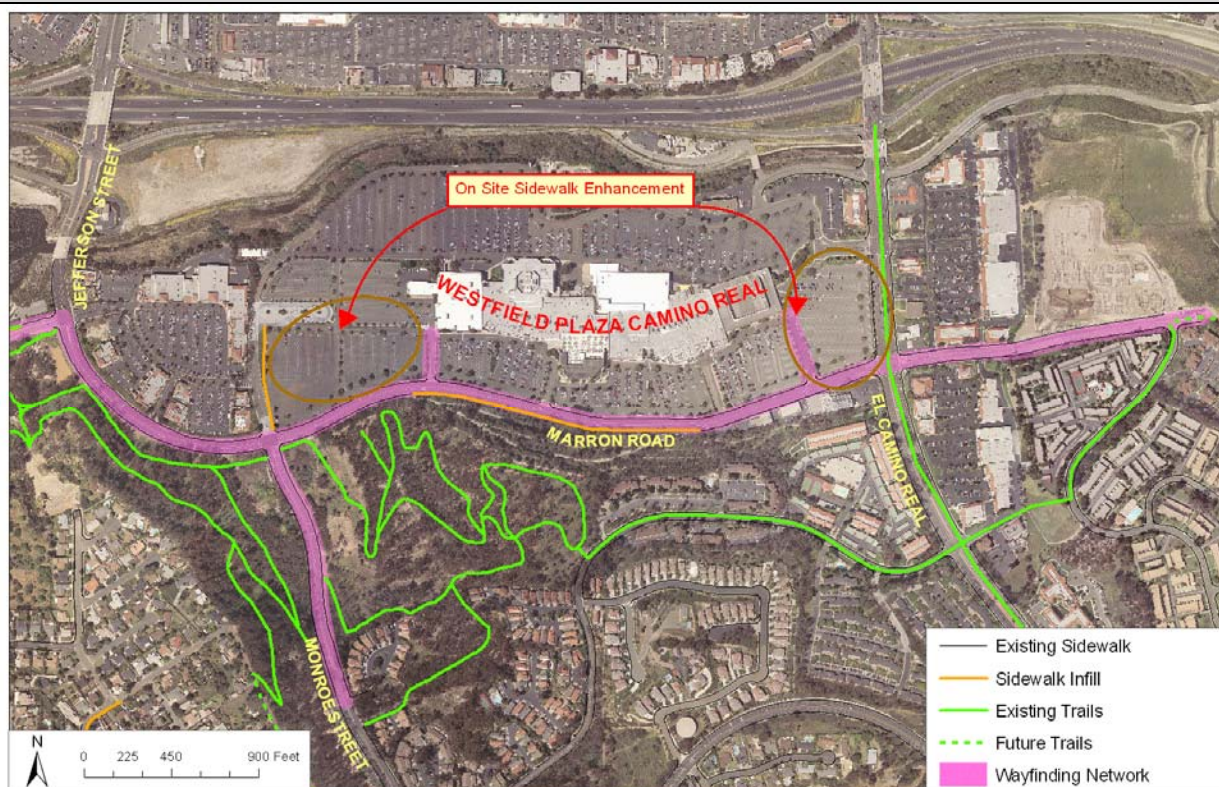 On Site Sidewalk Enhancement
JEFFERSON STREET
WESTFIELD PLAZA CAMINO REAL
MARRON ROAD
EL CAMINO REAL
MONROE STREET
Existing Sidewalk
Sidewalk Infill
Existing Trails
Future Trails
Wayfinding Network
N
0 225 450 900 Feet